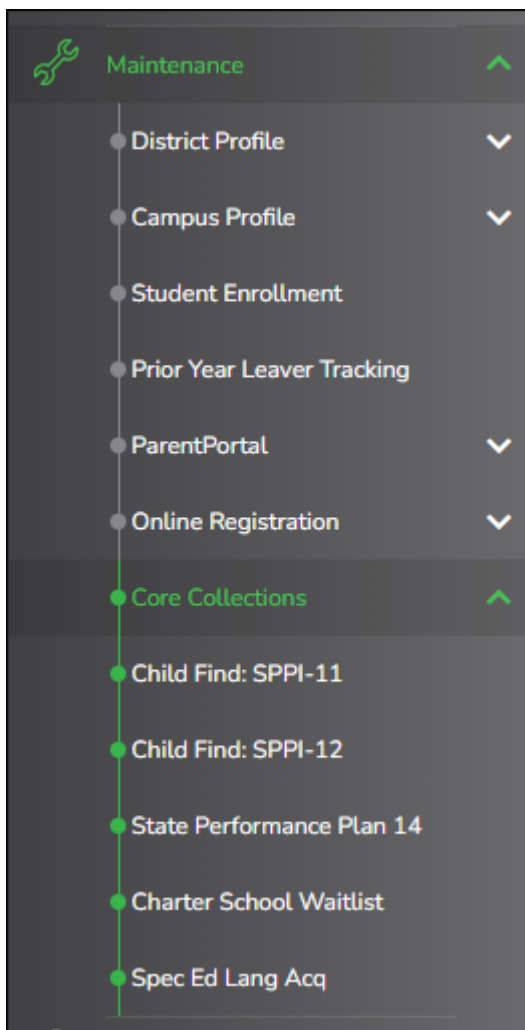 Maintenance
District Profile
Campus Profile
Student Enrollment
Prior Year Leaver Tracking
ParentPortal
Online Registration
Core Collections
Child Find: SPPI-11
Child Find: SPPI-12
State Performance Plan 14
Charter School Waitlist
Spec Ed Lang Acq